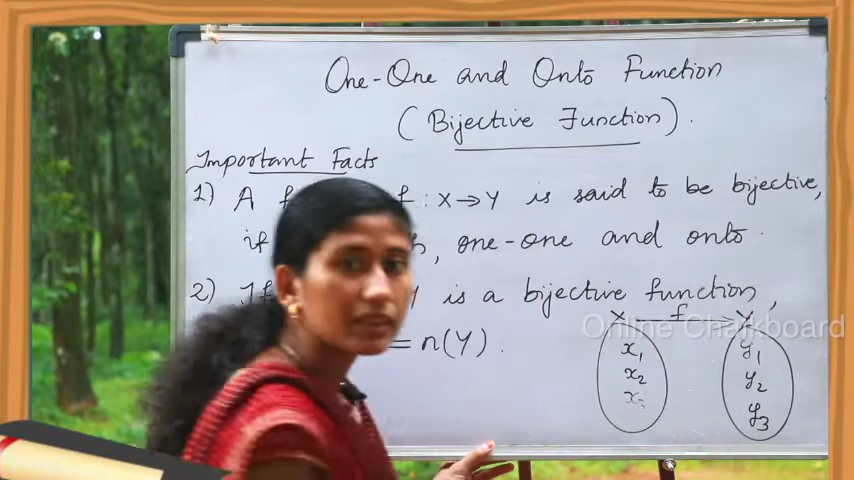 One-One and Onto Function
(Bijective Function).
Important Facts
1) A f : X → Y is said to be bijective,
if , one-one and onto.
2) If Y is a bijective function,
= n(Y).
X f Y
x₁ y₁
x₂ y₂
y₃
Online Chalkboard